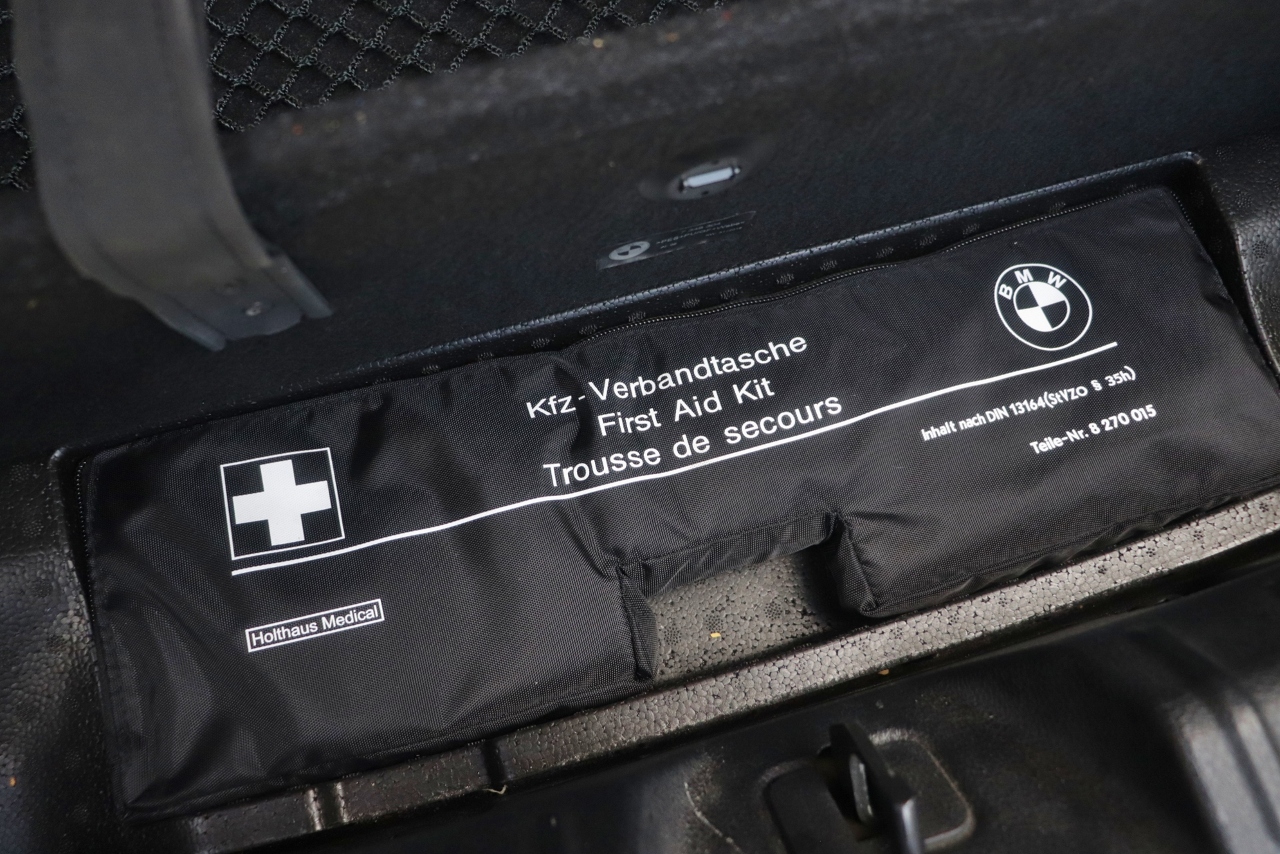 BMW
Kfz-Verbandtasche
First Aid Kit
Trousse de secours
Inhalt nach DIN 13164(StVZO § 35h)
Teile-Nr. 8 270 015
Holthaus Medical